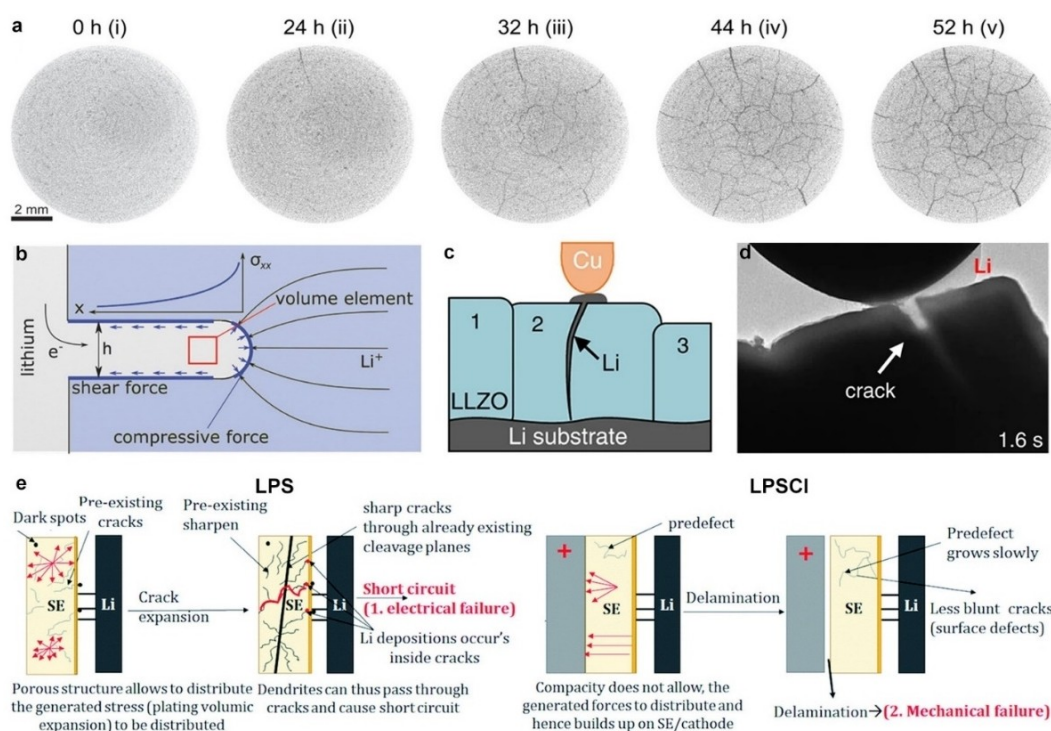 a
0 h (i)
24 h (ii)
32 h (iii)
44 h (iv)
52 h (v)
2 mm
b
σxx
volume element
x
e-
h
Li+
lithium
shear force
compressive force
c
Cu
1
2
3
Li
LLZO
Li substrate
d
Li
crack
1.6 s
e
LPS
LPSCl
Pre-existing
cracks
Dark spots
SE
Li
Crack
expansion
Porous structure allows to distribute
the generated stress (plating volumic
expansion) to be distributed
Pre-existing
sharpen
sharp cracks
through already existing
cleavage planes
SE
Li
Short circuit
(1. electrical failure)
Li depositions occur's
inside cracks
Dendrites can thus pass through
cracks and cause short circuit
predefect
+
SE
Li
Delamination
Compacity does not allow, the
generated forces to distribute and
hence builds up on SE/cathode
+
SE
Li
Predefect
grows slowly
Less blunt cracks
(surface defects)
Delamination→(2. Mechanical failure)